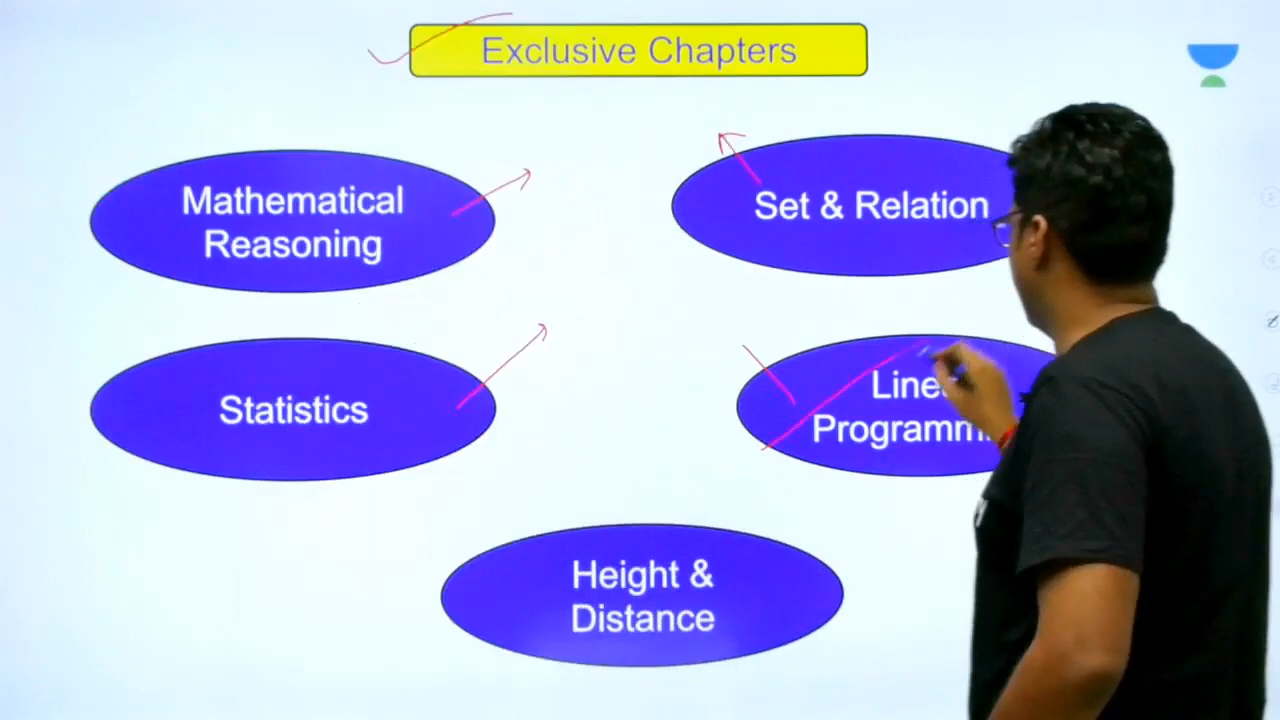 Exclusive Chapters
Mathematical
Reasoning
Set & Relation
Statistics
Height &
Distance